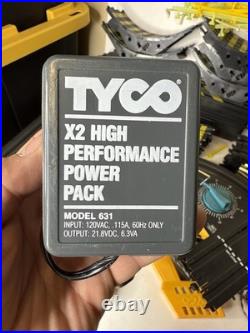 TYCO®
X2 HIGH
PERFORMANCE
POWER
PACK
MODEL 631
INPUT: 120VAC, .115A, 60Hz ONLY
OUTPUT: 21.8VDC, 6.3VA